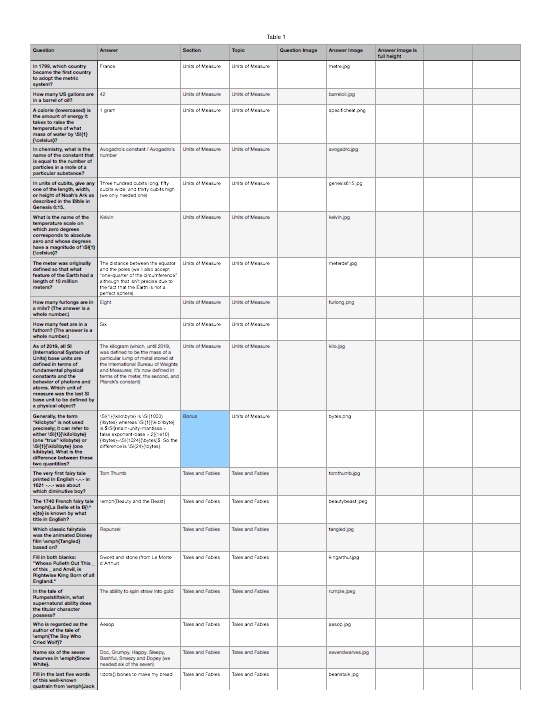 Table 1
Question	Answer	Section	Topic	Question Image	Answer Image	Answer image is
full height
In 1799, which country	France	Units of Measure	Units of Measure	metre.jpg
became the first country
to adopt the metric
system?
How many US gallons are	42	Units of Measure	Units of Measure	barreloil.jpg
in a barrel of oil?
A calorie (lowercased) is	1 gram	Units of Measure	Units of Measure	specificheat.png
the amount of energy it
takes to raise the
temperature of what
mass of water by \SI{1}
{\celsius}?
In chemistry, what is the	Avogadro's constant / Avogadro's	Units of Measure	Units of Measure	avogadro.jpg
name of the constant that	number
is equal to the number of
particles in a mole of a
particular substance?
In units of cubits, give any	Three hundred cubits long, fifty	Units of Measure	Units of Measure	genesis615.jpg
one of the length, width,	cubits wide, and thirty cubits high
or height of Noah's Ark as	(we only needed one)
described in the Bible in
Genesis 6:15.
What is the name of the	Kelvin	Units of Measure	Units of Measure	kelvin.jpg
temperature scale on
which zero degrees
corresponds to absolute
zero and whose degrees
have a magnitude of \SI{1}
{\celsius}?
The meter was originally	The distance between the equator	Units of Measure	Units of Measure	meterdef.jpg
defined so that what	and the poles (we'll also accept
feature of the Earth had a	"one-quarter of the circumference"
length of 10 million	although that isn't precise due to
meters?	the fact that the Earth is not a
perfect sphere)
How many furlongs are in	Eight	Units of Measure	Units of Measure	furlong.png
a mile? (The answer is a
whole number.)
How many feet are in a	Six	Units of Measure	Units of Measure
fathom? (The answer is a
whole number.)
As of 2019, all SI	The kilogram (which, until 2019,	Units of Measure	Units of Measure	kilo.jpg
(International System of	was defined to be the mass of a
Units) base units are	particular lump of metal stored at
defined in terms of	the International Bureau of Weights
fundamental physical	and Measures; it's now defined in
constants and the	terms of the meter, the second, and
behavior of photons and	Planck's constant)
atoms. Which unit of
measure was the last SI
base unit to be defined by
a physical object?
Generally, the term	\SI{1}{\kilo\byte} is \SI{1000}	Bonus	Units of Measure	bytes.png
"kilobyte" is not used	{\bytes} whereas \SI{1}{\kibi\byte}
precisely; it can refer to either	is
\SI{1}{\kilo\byte}
(one "true" kilobyte) or
\SI{1}{\kibi\byte} (one
kilobyte). What is the	difference is \SI{24}{\bytes}.
difference between these
two quantities?
The very first fairy tale	Tom Thumb	Tales and Fables	Tales and Fables	tomthumb.jpg
printed in English --- in
1621 --- was about
which diminutive boy?
The 1740 French fairy tale	\emph{Beauty and the Beast}	Tales and Fables	Tales and Fables	beautybeast.jpeg
\emph{La Belle et la B\^
e}te} is known by what
title in English?
Which classic fairytale	Rapunzel	Tales and Fables	Tales and Fables	tangled.jpg
was the animated Disney
film \emph{Tangled}
based on?
Fill in both blanks:	Sword and stone (from Le Morte	Tales and Fables	Tales and Fables	kingarthur.jpg
"Whoso Pulleth Out This _	d'Arthur)
of this _ and Anvil, is
Rightwise King Born of all
England."
In the tale of	The ability to spin straw into gold	Tales and Fables	Tales and Fables	rumple.jpeg
Rumpelstiltskin, what
supernatural ability does
the titular character
possess?
Who is regarded as the	Aesop	Tales and Fables	Tales and Fables	aesop.jpg
author of the tale of
\emph{The Boy Who
Cried Wolf}?
Name six of the seven	Doc, Grumpy, Happy, Sleepy,	Tales and Fables	Tales and Fables	sevendwarves.jpg
dwarves in \emph{Snow	Bashful, Sneezy and Dopey (we
White}.	needed six of the seven)
Fill in the last five words	\dots{} bones to make my bread	Tales and Fables	Tales and Fables	beanstalk.jpg
of this well-known
quatrain from \emph{Jack